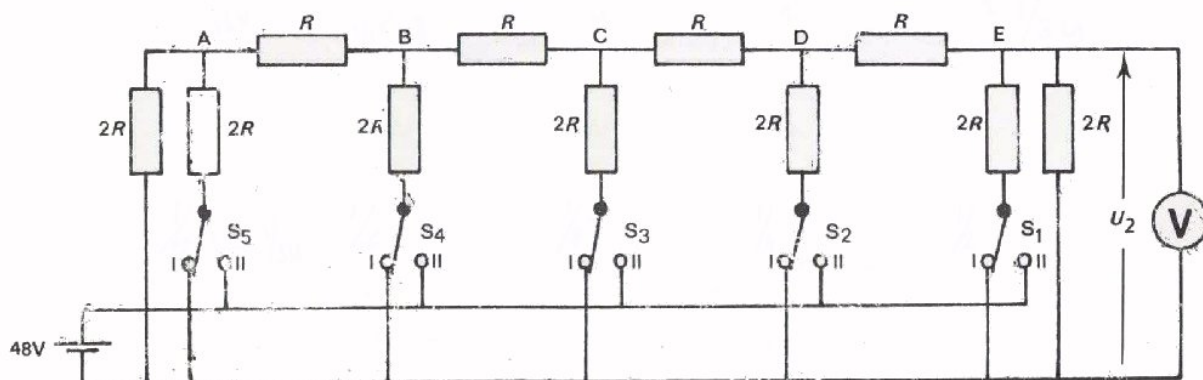 R R R R
A B C D E
2R 2R 2R 2R 2R 2R 2R
S5 S4 S3 S2 S1
I II I II I II I II I II
u2 V
48V